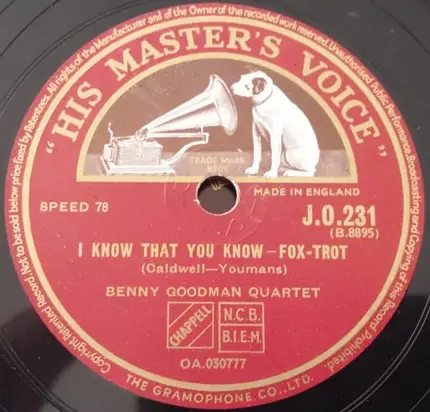 All rights of the Manufacturer and of the Owner of the recorded work reserved. Unauthorised Public Performance, Broadcasting and Copying of this Record Prohibited.
"HIS MASTER'S VOICE"
TRADE MARK
MADE IN ENGLAND
SPEED 78
J.O.231
(B.8895)
I KNOW THAT YOU KNOW—FOX-TROT
(Caldwell—Youmans)
BENNY GOODMAN QUARTET
CHAPPELL
N.C.B.
B.I.E.M.
OA.030777
THE GRAMOPHONE CO., LTD.
Copyright Patented Record. Not to be sold below price fixed by Patentees.